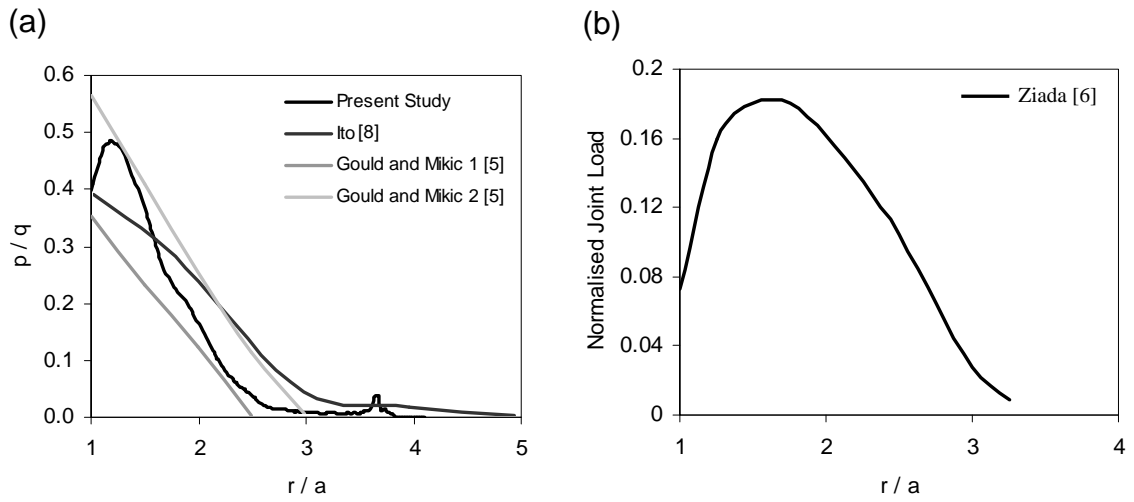 (a)
0.6
0.5
0.4
0.3
0.2
0.1
0.0
p / q
1
2
3
4
5
r / a
Present Study
Ito [8]
Gould and Mikic 1 [5]
Gould and Mikic 2 [5]
(b)
0.2
0.16
0.12
0.08
0.04
0
Normalised Joint Load
1
2
3
4
r / a
Ziada [6]